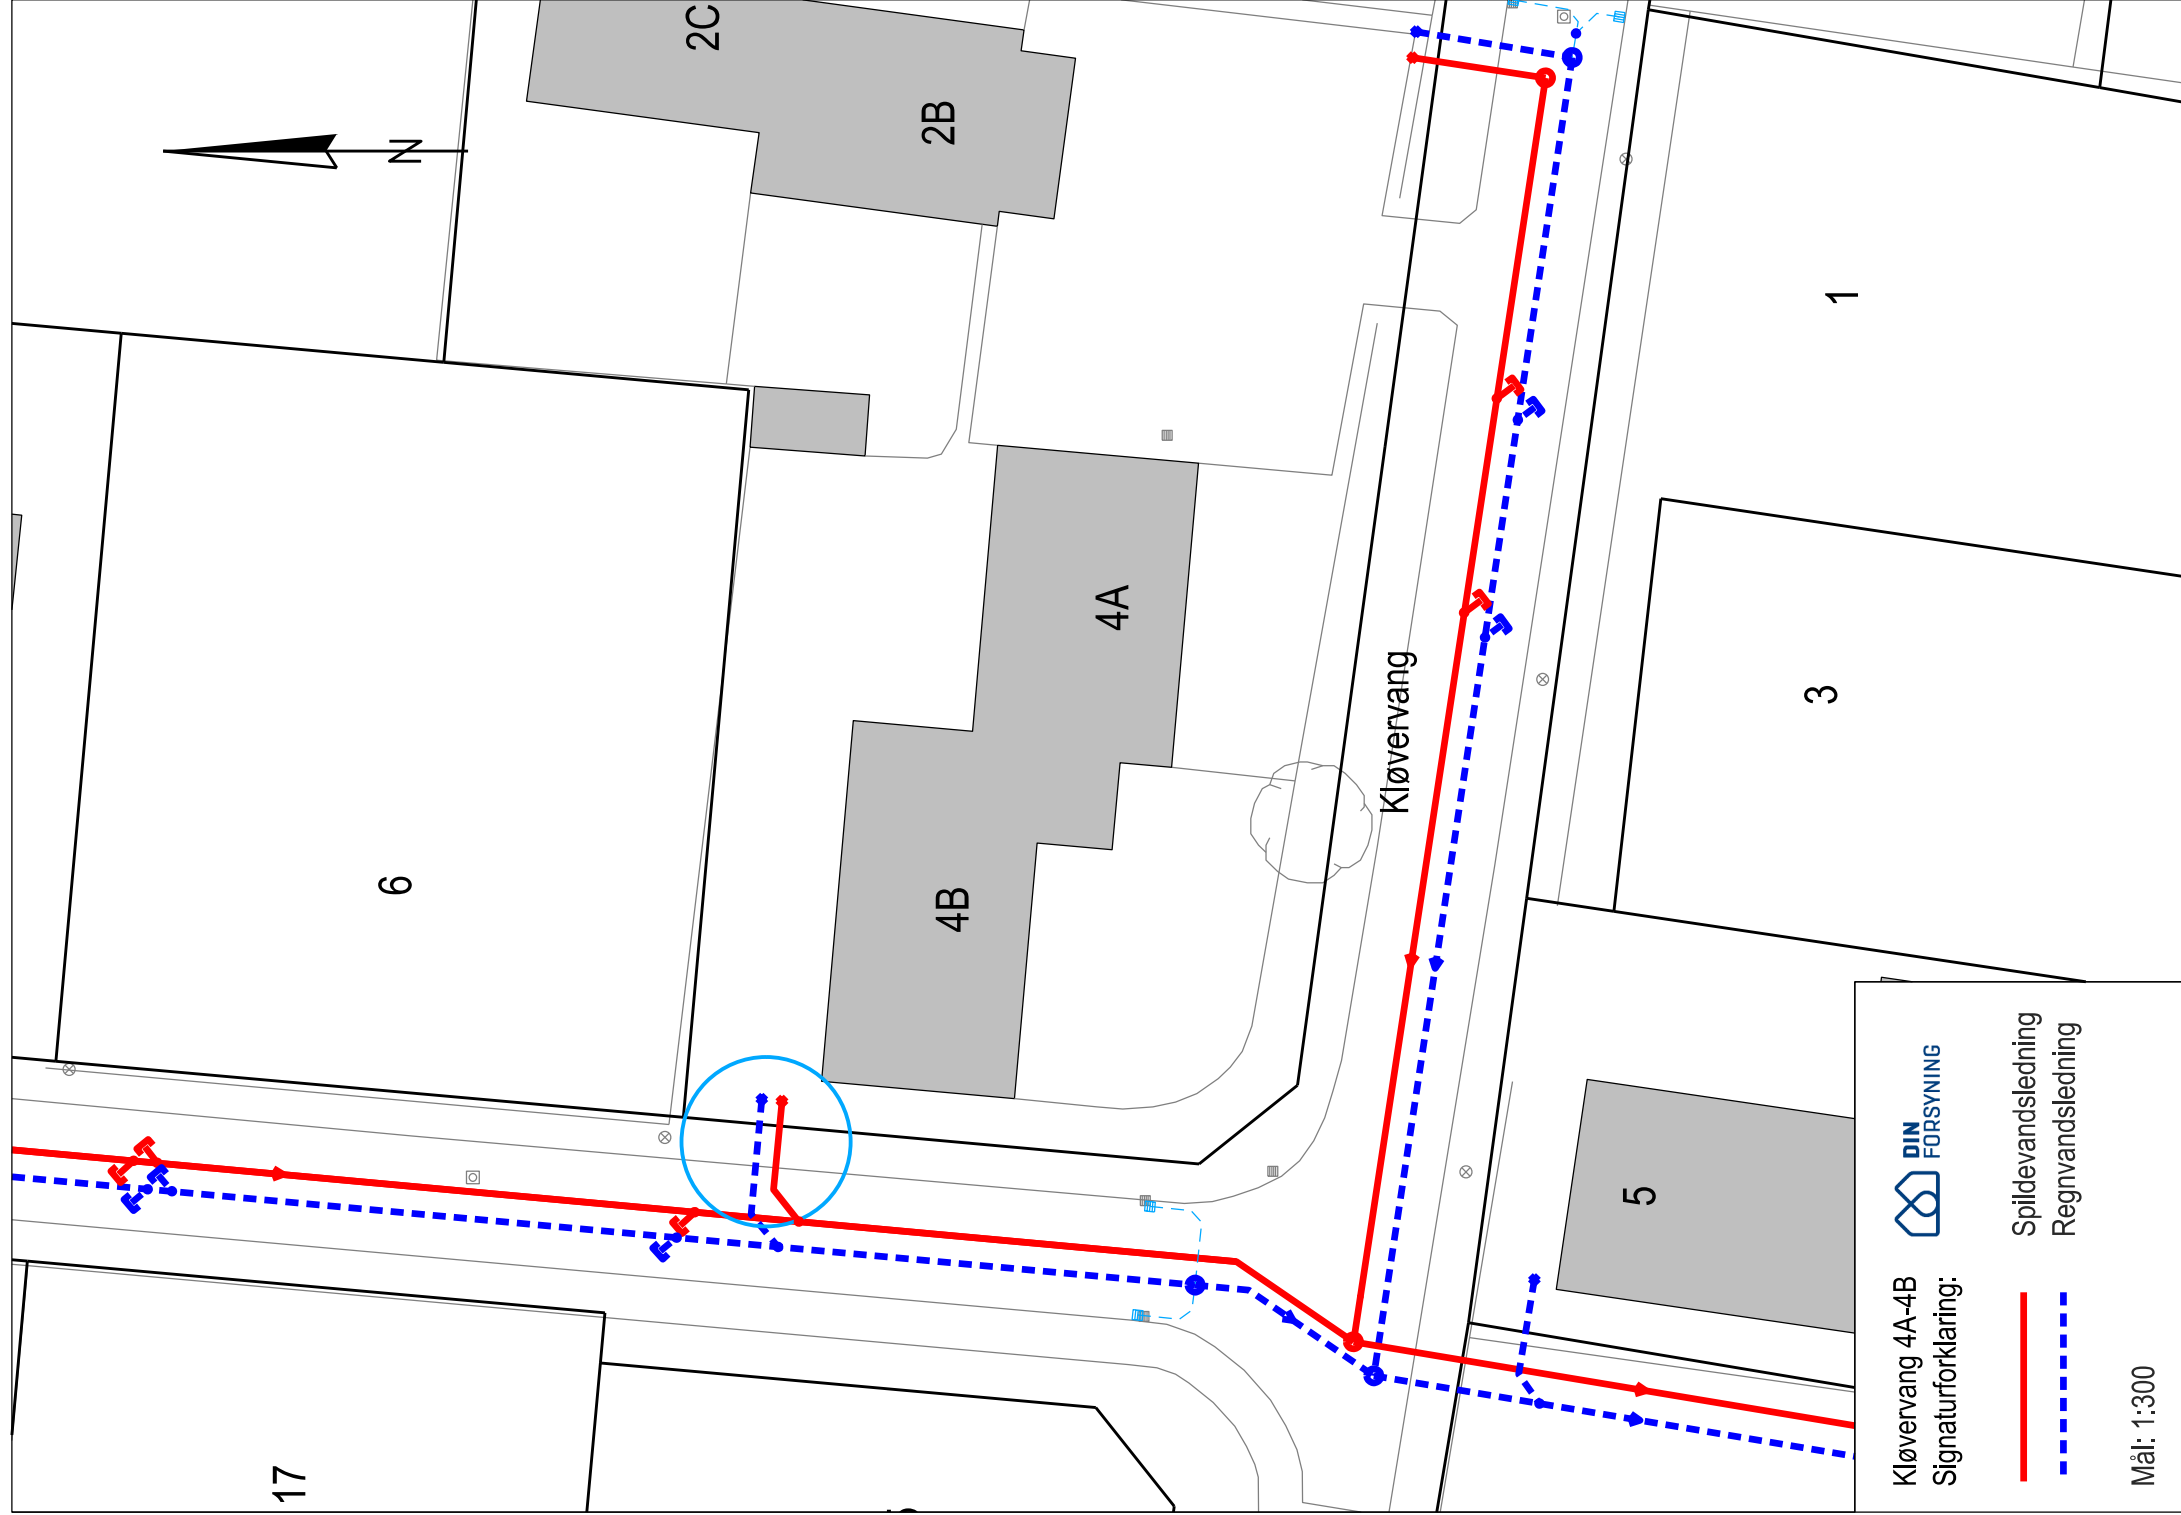 2C
2B
N
1
4A
6
3
4B
Kløvervang
5
17
Kløvervang 4A-4B
Signaturforklaring:
DIN
FORSYNING
Spildevandsledning
Regnvandsledning
Mål: 1:300